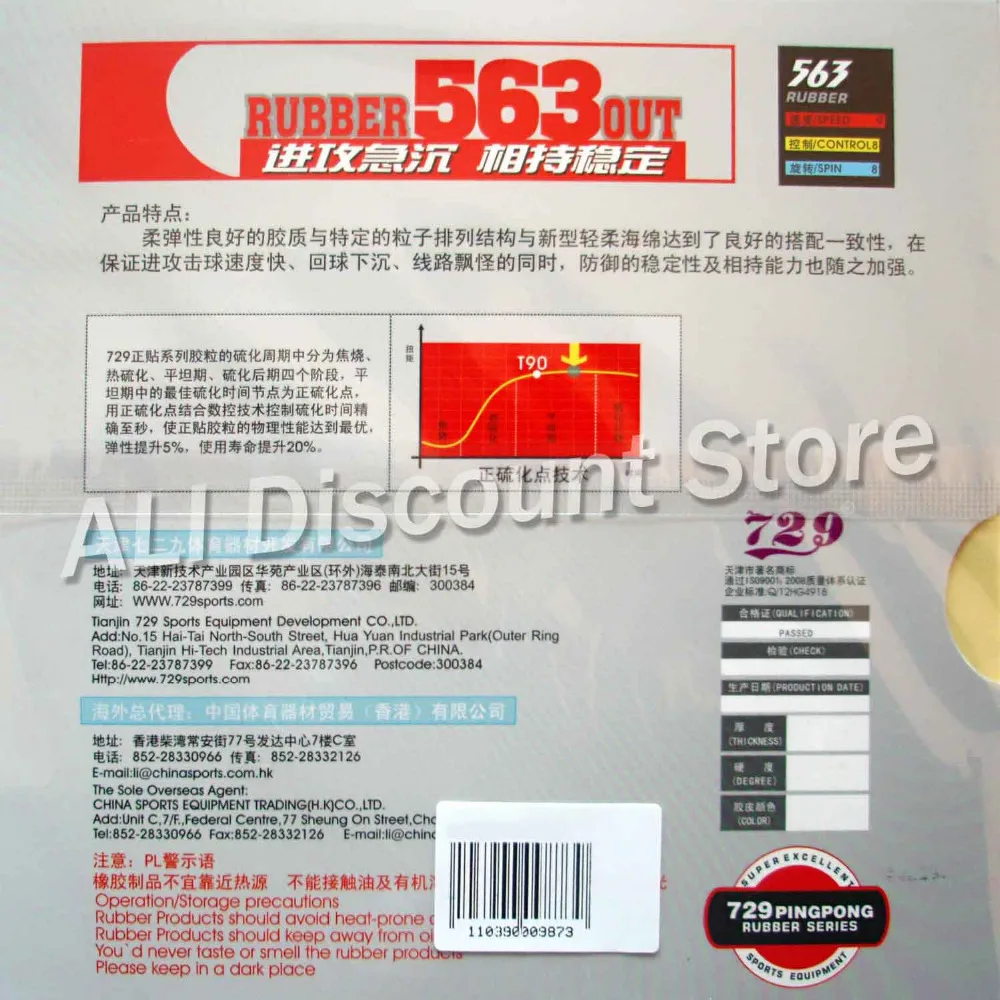 RUBBER 563 OUT
进攻急沉 相持稳定
563
RUBBER
速度/SPEED 9
控制/CONTROL 8
旋转/SPIN 8
产品特点：
柔弹性良好的胶质与特定的粒子排列结构与新型轻柔海绵达到了良好的搭配一致性，在
保证进攻击球速度快、回球下沉、线路飘怪的同时，防御的稳定性及相持能力也随之加强。
729正贴系列胶粒的硫化周期中分为焦烧、
热硫化、平坦期、硫化后期四个阶段，平
坦期中的最佳硫化时间节点为正硫化点，
用正硫化点结合数控技术控制硫化时间精
确至秒，使正贴胶粒的物理性能达到最优，
弹性提升5%，使用寿命提升20%。
扭矩
T90
正硫化点技术
ALI Discount Store
天津七二九体育器材开发有限公司
地址：天津新技术产业园区华苑产业区(环外)海泰南北大街15号
电话：86-22-23787399 传真：86-22-23787396 邮编：300384
网址：WWW.729sports.com
Tianjin 729 Sports Equipment Development CO.,LTD.
Add:No.15 Hai-Tai North-South Street, Hua Yuan Industrial Park(Outer Ring
Road), Tianjin Hi-Tech Industrial Area,Tianjin,P.R.OF CHINA.
Tel:86-22-23787399 Fax:86-22-23787396 Postcode:300384
Http://www.729sports.com
海外总代理：中国体育器材贸易（香港）有限公司
地址：香港柴湾常安街77号发达中心7楼C室
电话：852-28330966 传真：852-28332126
E-mail:li@chinasports.com.hk
The Sole Overseas Agent:
CHINA SPORTS EQUIPMENT TRADING(H.K)CO.,LTD.
Add:Unit C,7/F.,Federal Centre,77 Sheung On Street,Cha
Tel:852-28330966 Fax:852-28332126 E-mail:li@chin
注意：PL警示语
橡胶制品不宜靠近热源 不能接触油及有机
Operation/Storage precautions
Rubber Products should avoid heat-prone
Rubber Products should keep away from oi
You'd never taste or smell the rubber products
Please keep in a dark place
110390009873
729
天津市著名商标
通过ISO9001：2008质量体系认证
企业标准:Q/12HG4916
合格证(QUALIFICATION)
PASSED
检验(CHECK)
生产日期(PRODUCTION DATE)
厚 度
(THICKNESS)
硬 度
(DEGREE)
胶皮颜色
(COLOR)
SUPER EXCELLENT
729 PINGPONG
RUBBER SERIES
SPORTS EQUIPMENT